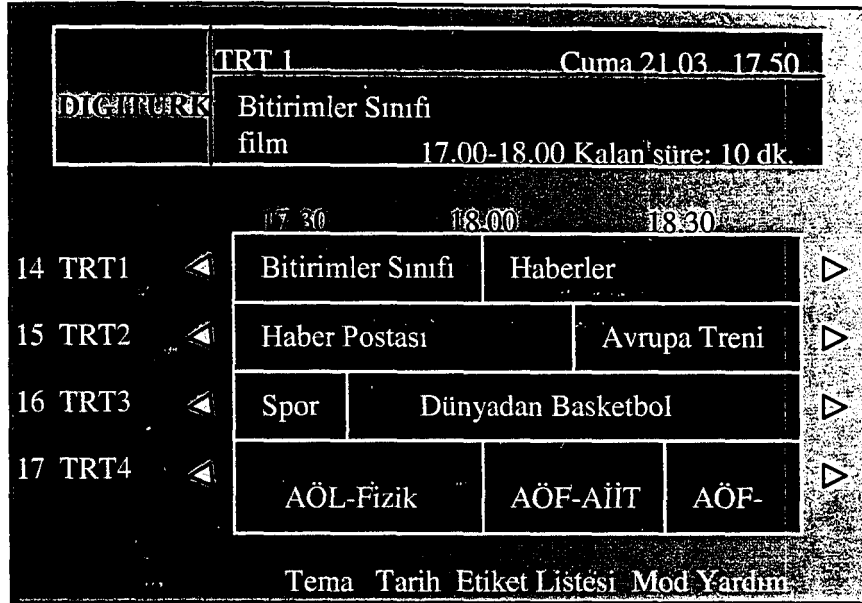 TRT 1 Cuma 21.03 17.50
DIGITURK
Bitirimler Sınıfı
film 17.00-18.00 Kalan süre: 10 dk.
17.30 18.00 18.30
14 TRT1 Bitirimler Sınıfı Haberler
15 TRT2 Haber Postası Avrupa Treni
16 TRT3 Spor Dünyadan Basketbol
17 TRT4 AÖL-Fizik AÖF-AİİT AÖF-
Tema Tarih Etiket Listesi Mod Yardım